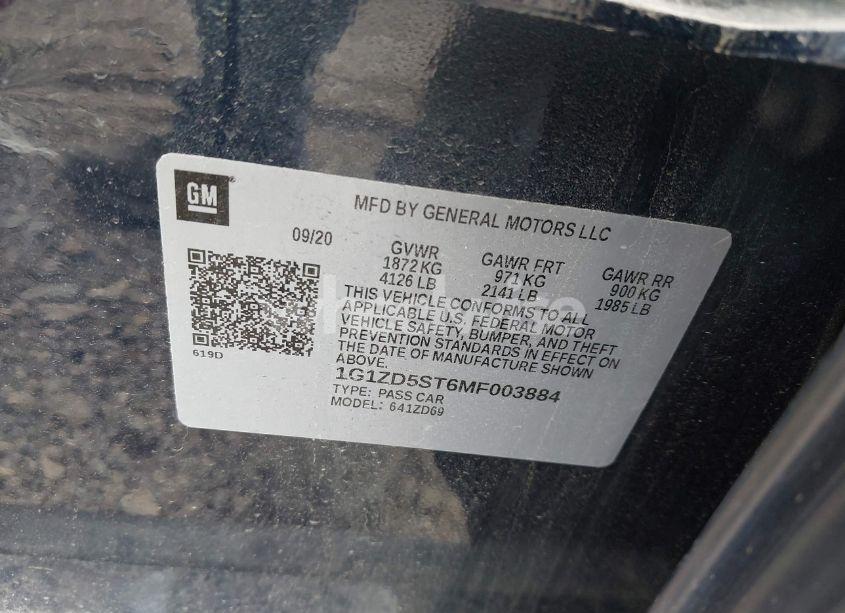 GM
MFD BY GENERAL MOTORS LLC
09/20
GVWR
1872 KG
4126 LB
GAWR FRT
971 KG
2141 LB
GAWR RR
900 KG
1985 LB
THIS VEHICLE CONFORMS TO ALL
APPLICABLE U.S. FEDERAL MOTOR
VEHICLE SAFETY, BUMPER, AND THEFT
PREVENTION STANDARDS IN EFFECT ON
THE DATE OF MANUFACTURE SHOWN
ABOVE.
619D
1G1ZD5ST6MF003884
TYPE: PASS CAR
MODEL: 641ZD69